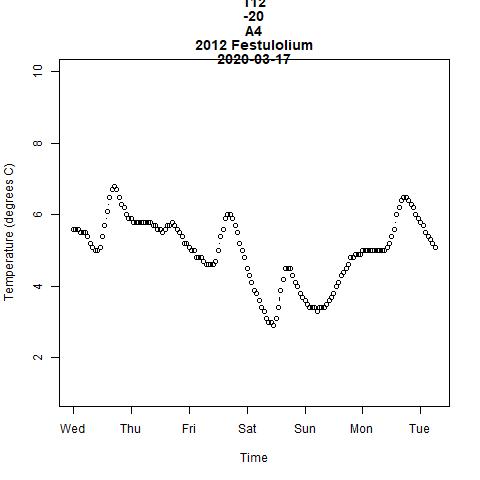 T12
-20
A4
2012 Festulolium
2020-03-17
Temperature (degrees C)
10
8
6
4
2
Wed Thu Fri Sat Sun Mon Tue
Time